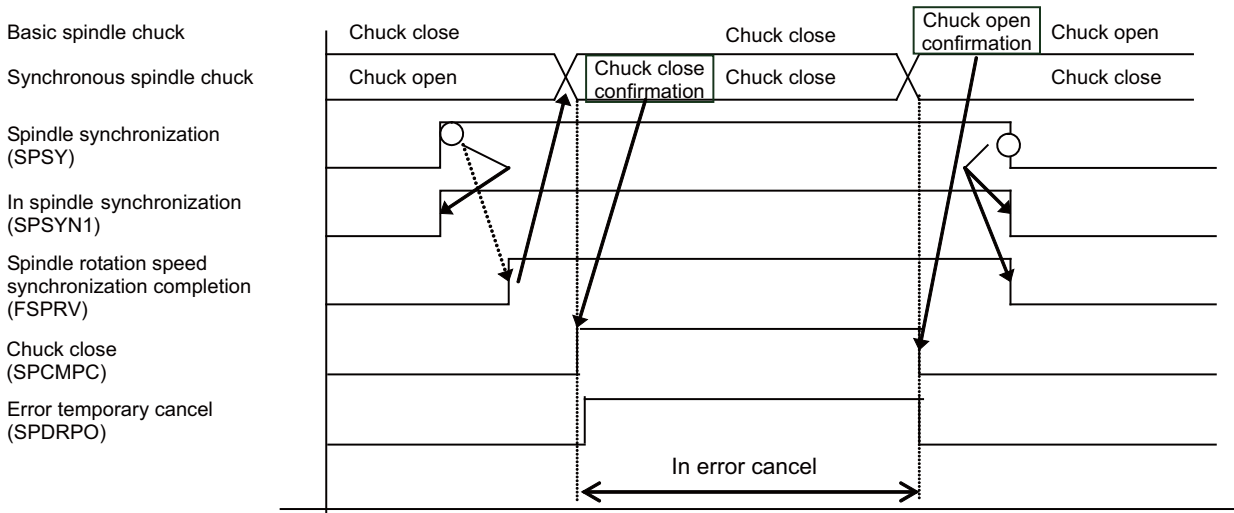 Basic spindle chuck
Chuck close
Chuck close
Chuck open
confirmation
Chuck open
Synchronous spindle chuck
Chuck open
Chuck close
confirmation
Chuck close
Chuck close
Spindle synchronization
(SPSY)
In spindle synchronization
(SPSYN1)
Spindle rotation speed
synchronization completion
(FSPRV)
Chuck close
(SPCMPC)
Error temporary cancel
(SPDRPO)
In error cancel